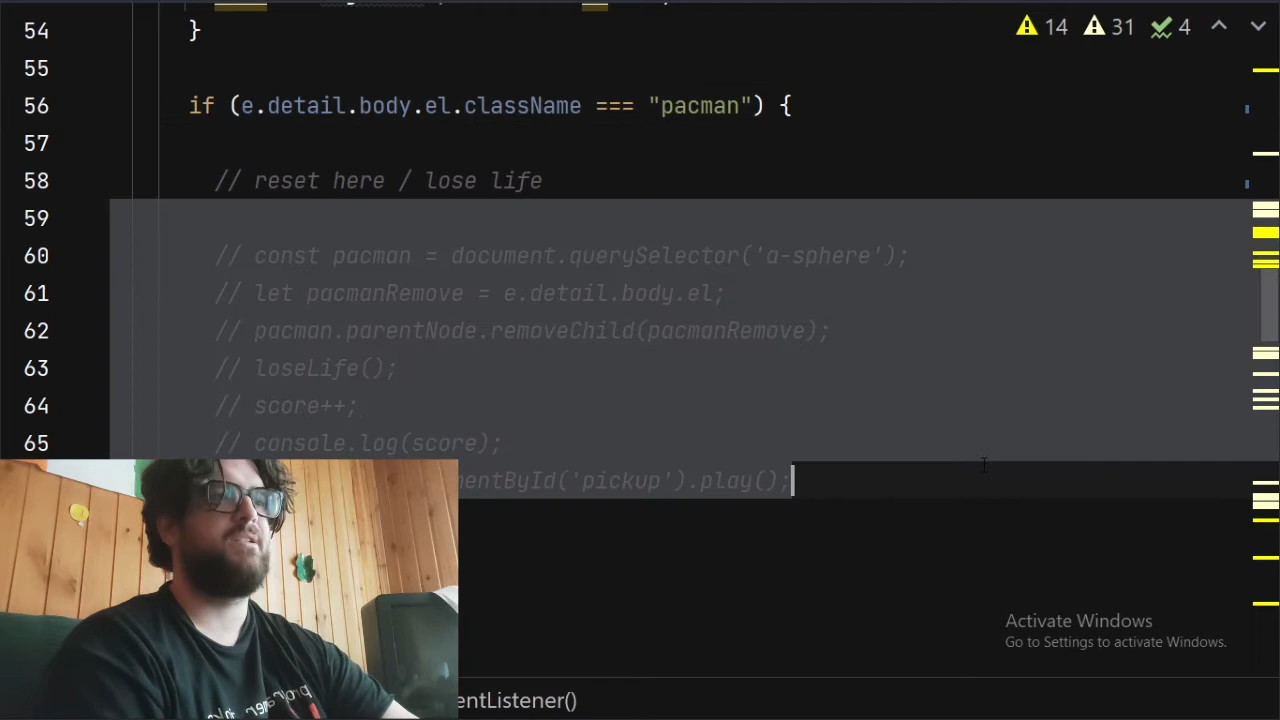 54 }
14 31 4
55
56 if (e.detail.body.el.className === "pacman") {
57
58 // reset here / lose life
59
60 // const pacman = document.querySelector('a-sphere');
61 // let pacmanRemove = e.detail.body.el;
62 // pacman.parentNode.removeChild(pacmanRemove);
63 // loseLife();
64 // score++;
65 // console.log(score);
mentById('pickup').play();
Activate Windows
Go to Settings to activate Windows.
entListener()